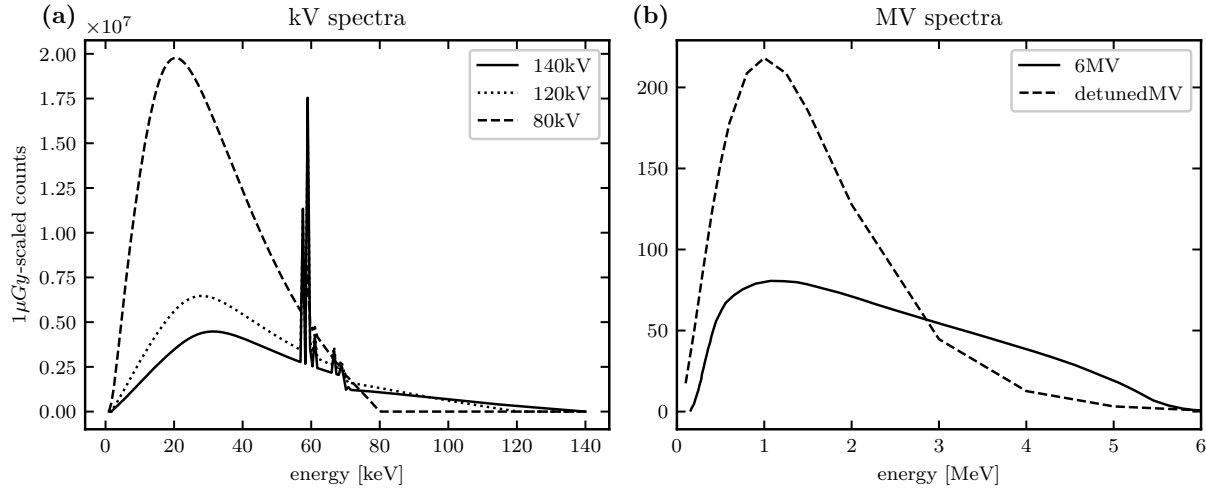 (a)
kV spectra
×10⁷
2.00
1.75
1.50
1.25
1.00
0.75
0.50
0.25
0.00
1μGy-scaled counts
140kV
120kV
80kV
0 20 40 60 80 100 120 140
energy [keV]
(b)
MV spectra
200
150
100
50
0
6MV
detunedMV
0 1 2 3 4 5 6
energy [MeV]